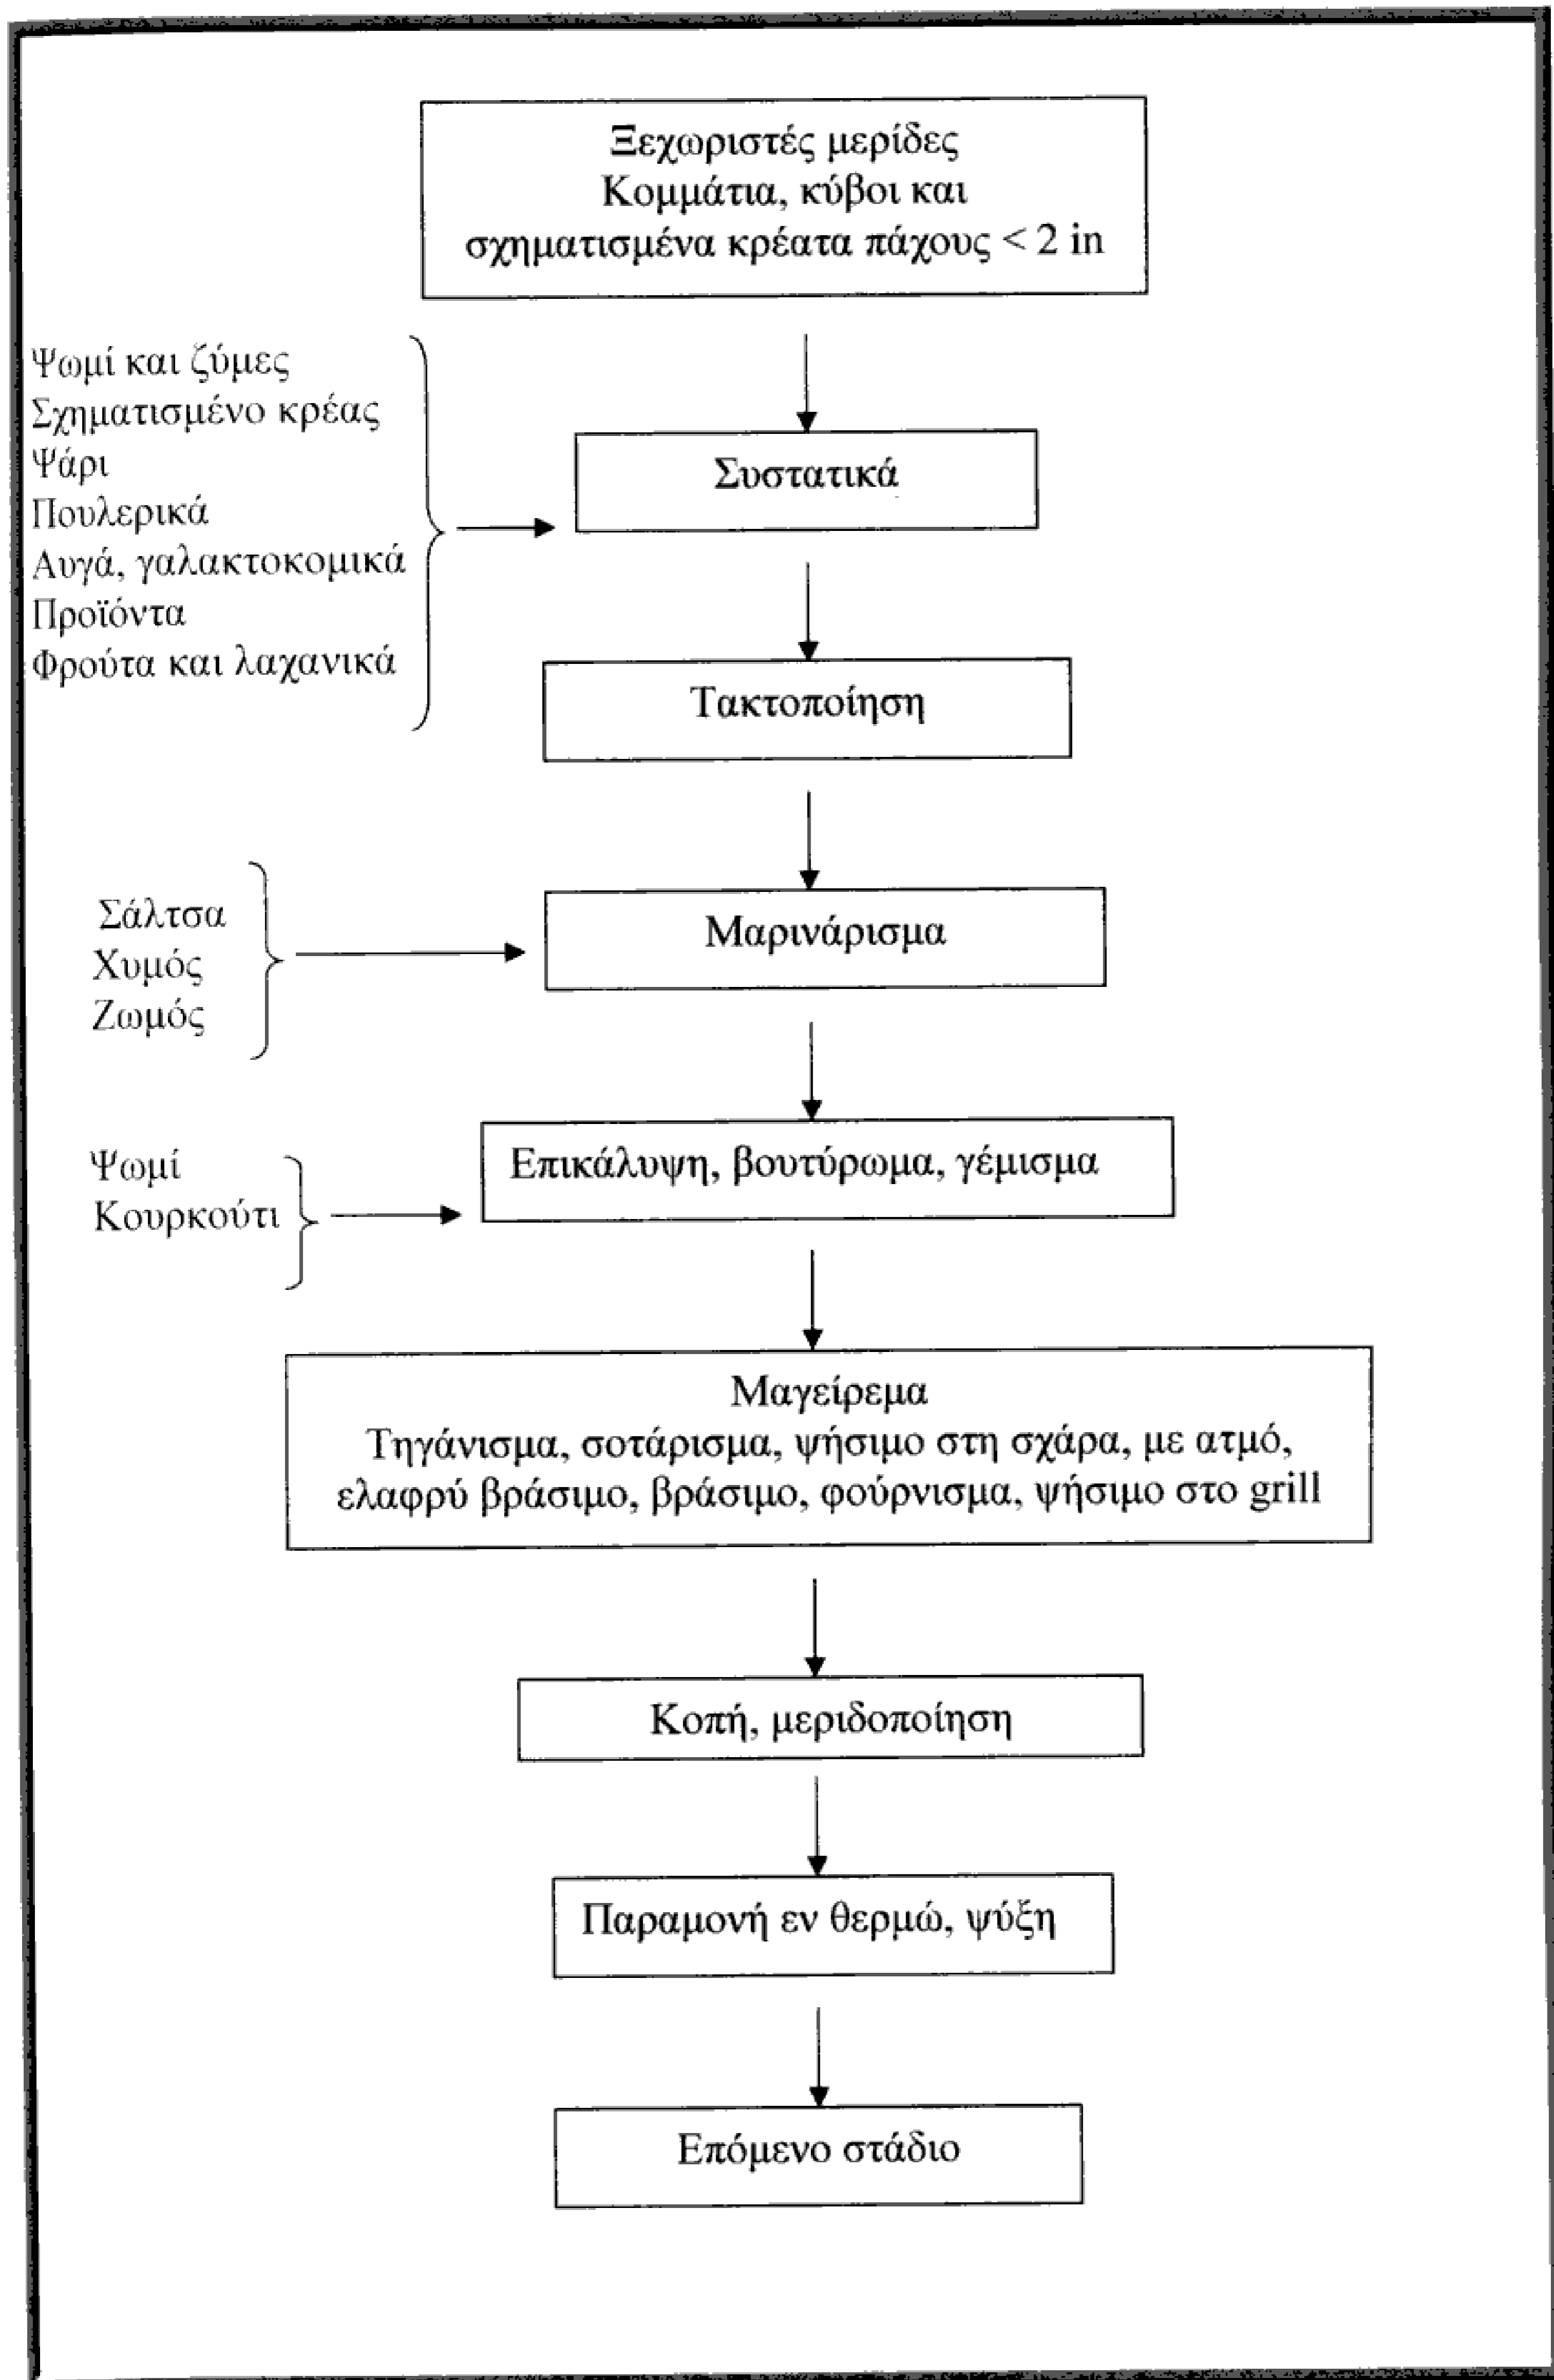 Ξεχωριστές μερίδες
Κομμάτια, κύβοι και
σχηματισμένα κρέατα πάχους < 2 in
Ψωμί και ζύμες
Σχηματισμένο κρέας
Ψάρι
Πουλερικά
Αυγά, γαλακτοκομικά
Προϊόντα
Φρούτα και λαχανικά
Συστατικά
Τακτοποίηση
Σάλτσα
Χυμός
Ζωμός
Μαρινάρισμα
Ψωμί
Κουρκούτι
Επικάλυψη, βουτύρωμα, γέμισμα
Μαγείρεμα
Τηγάνισμα, σοτάρισμα, ψήσιμο στη σχάρα, με ατμό,
ελαφρύ βράσιμο, βράσιμο, φούρνισμα, ψήσιμο στο grill
Κοπή, μεριδοποίηση
Παραμονή εν θερμώ, ψύξη
Επόμενο στάδιο